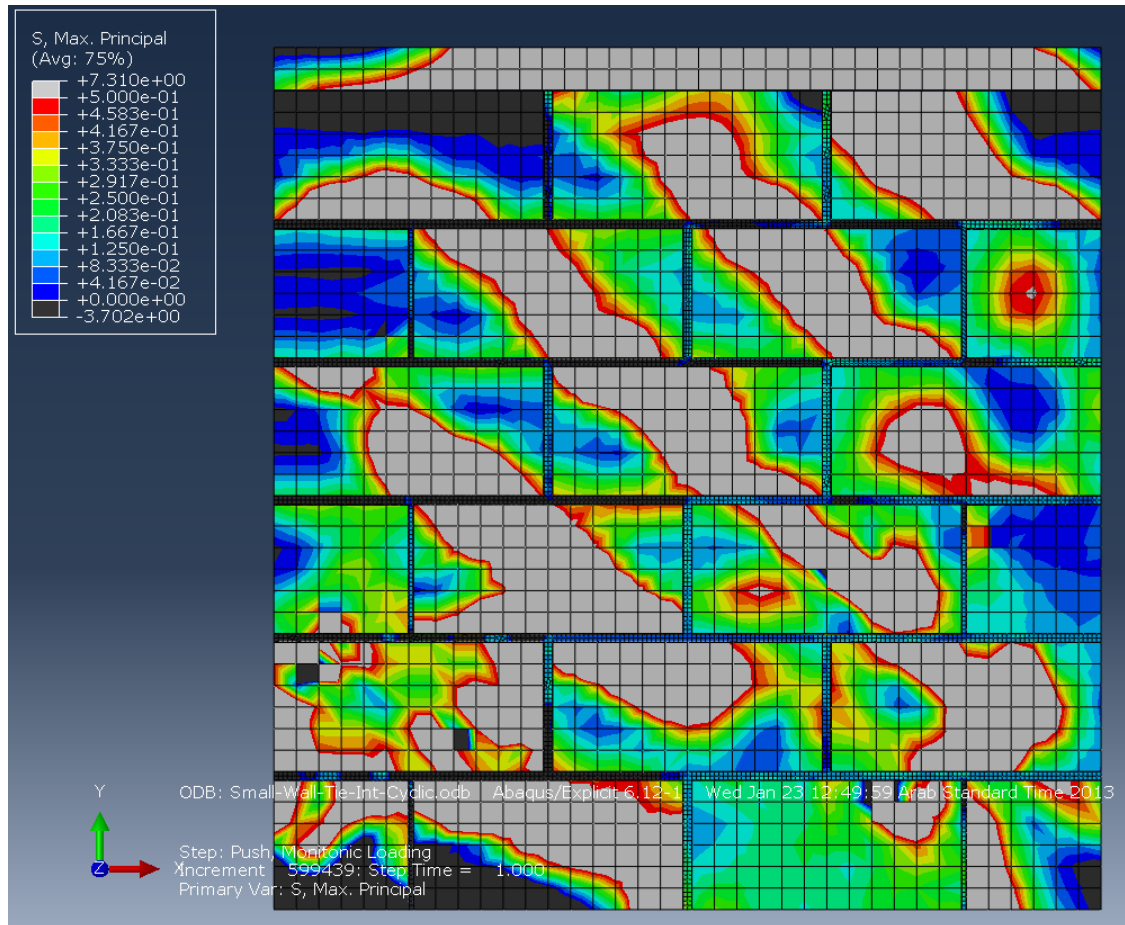 S, Max. Principal
(Avg: 75%)
+7.310e+00
+5.000e-01
+4.583e-01
+4.167e-01
+3.750e-01
+3.333e-01
+2.917e-01
+2.500e-01
+2.083e-01
+1.667e-01
+1.250e-01
+8.333e-02
+4.167e-02
+0.000e+00
-3.702e+00
Y
Z
X
ODB: Small-Wall-Tie-Int-Cyclic.odb Abaqus/Explicit 6.12-1 Wed Jan 23 12:49:59 Arab Standard Time 2013
Step: Push, Monitonic Loading
Increment 599439: Step Time = 1.000
Primary Var: S, Max. Principal